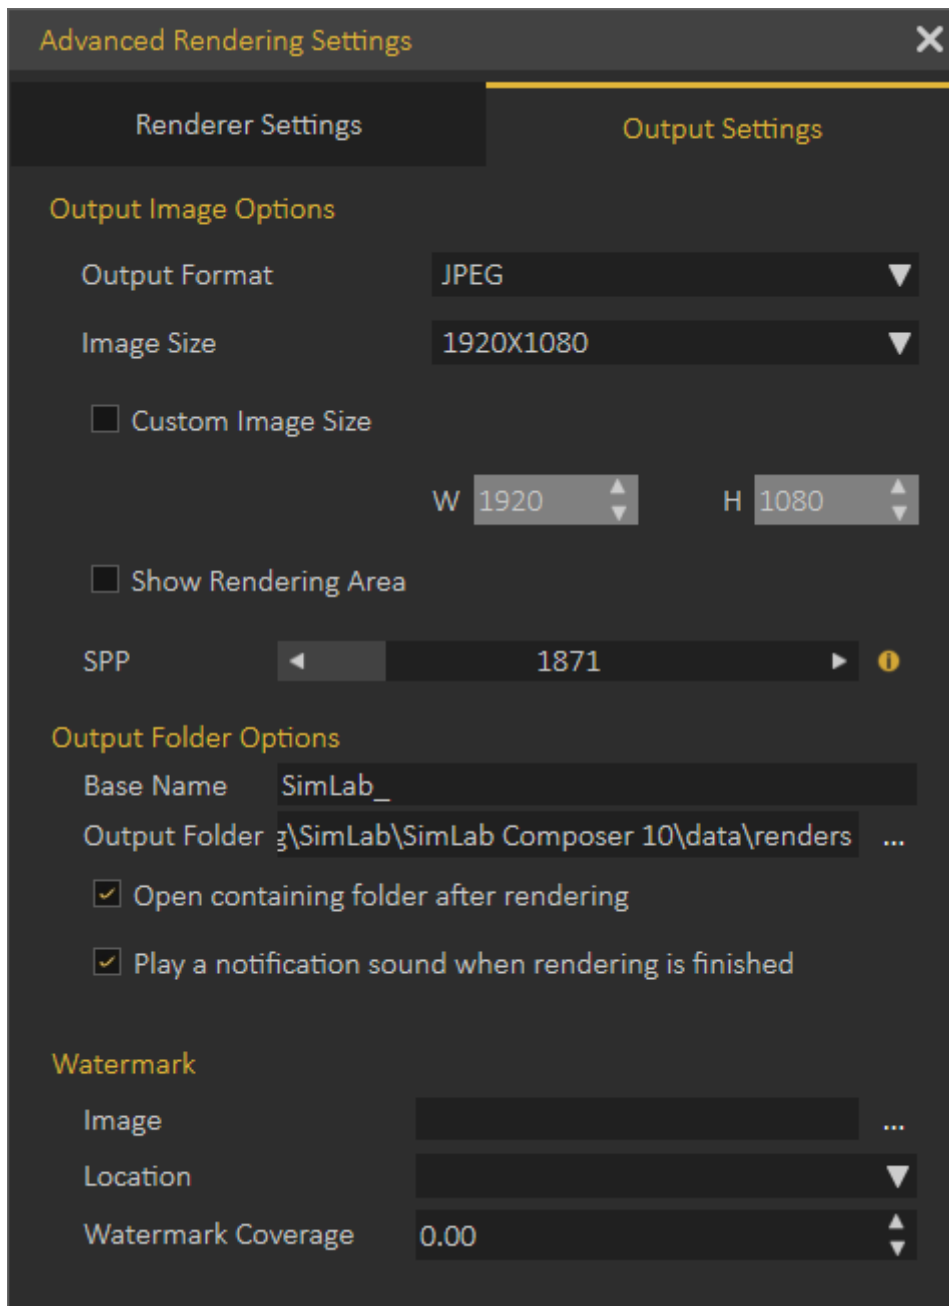 Advanced Rendering Settings
Renderer Settings Output Settings
Output Image Options
Output Format JPEG
Image Size 1920X1080
Custom Image Size
W 1920 H 1080
Show Rendering Area
SPP 1871
Output Folder Options
Base Name SimLab_
Output Folder g\SimLab\SimLab Composer 10\data\renders ...
Open containing folder after rendering
Play a notification sound when rendering is finished
Watermark
Image ...
Location
Watermark Coverage 0.00